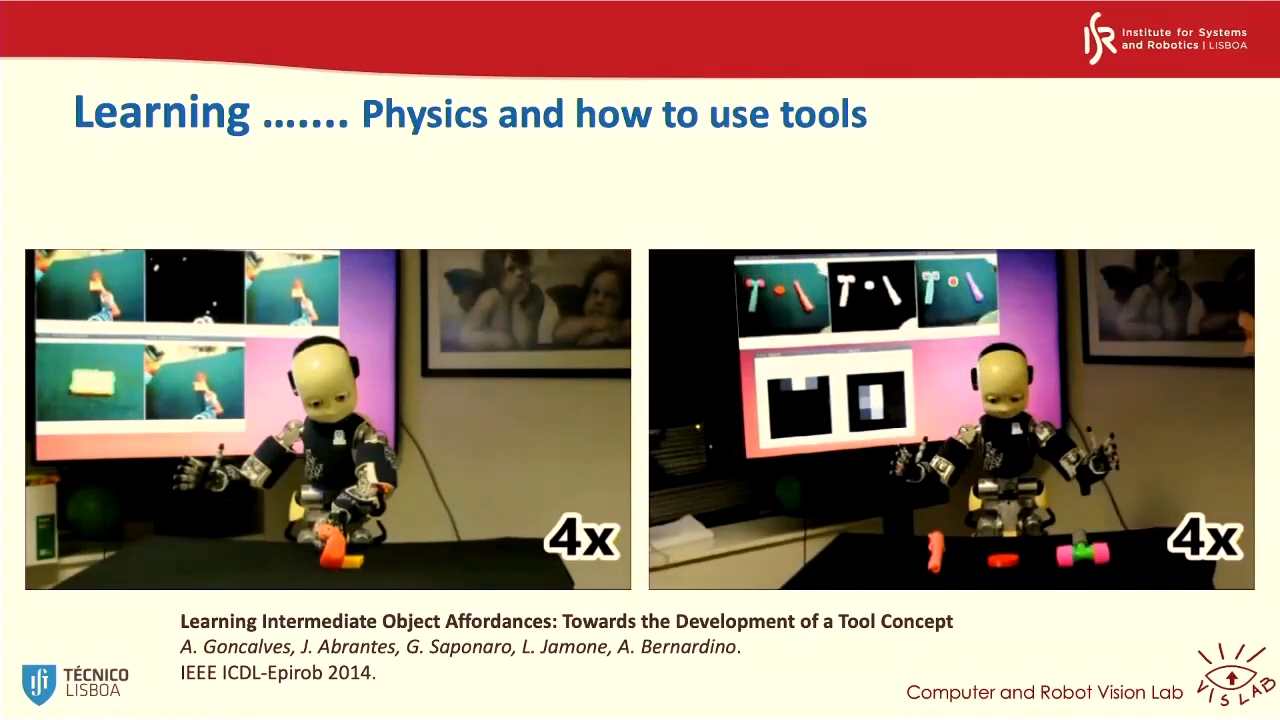 Institute for Systems
and Robotics | LISBOA
Learning ....... Physics and how to use tools
4x
4x
Learning Intermediate Object Affordances: Towards the Development of a Tool Concept
A. Goncalves, J. Abrantes, G. Saponaro, L. Jamone, A. Bernardino.
IEEE ICDL-Epirob 2014.
TÉCNICO
LISBOA
Computer and Robot Vision Lab
VISLAB